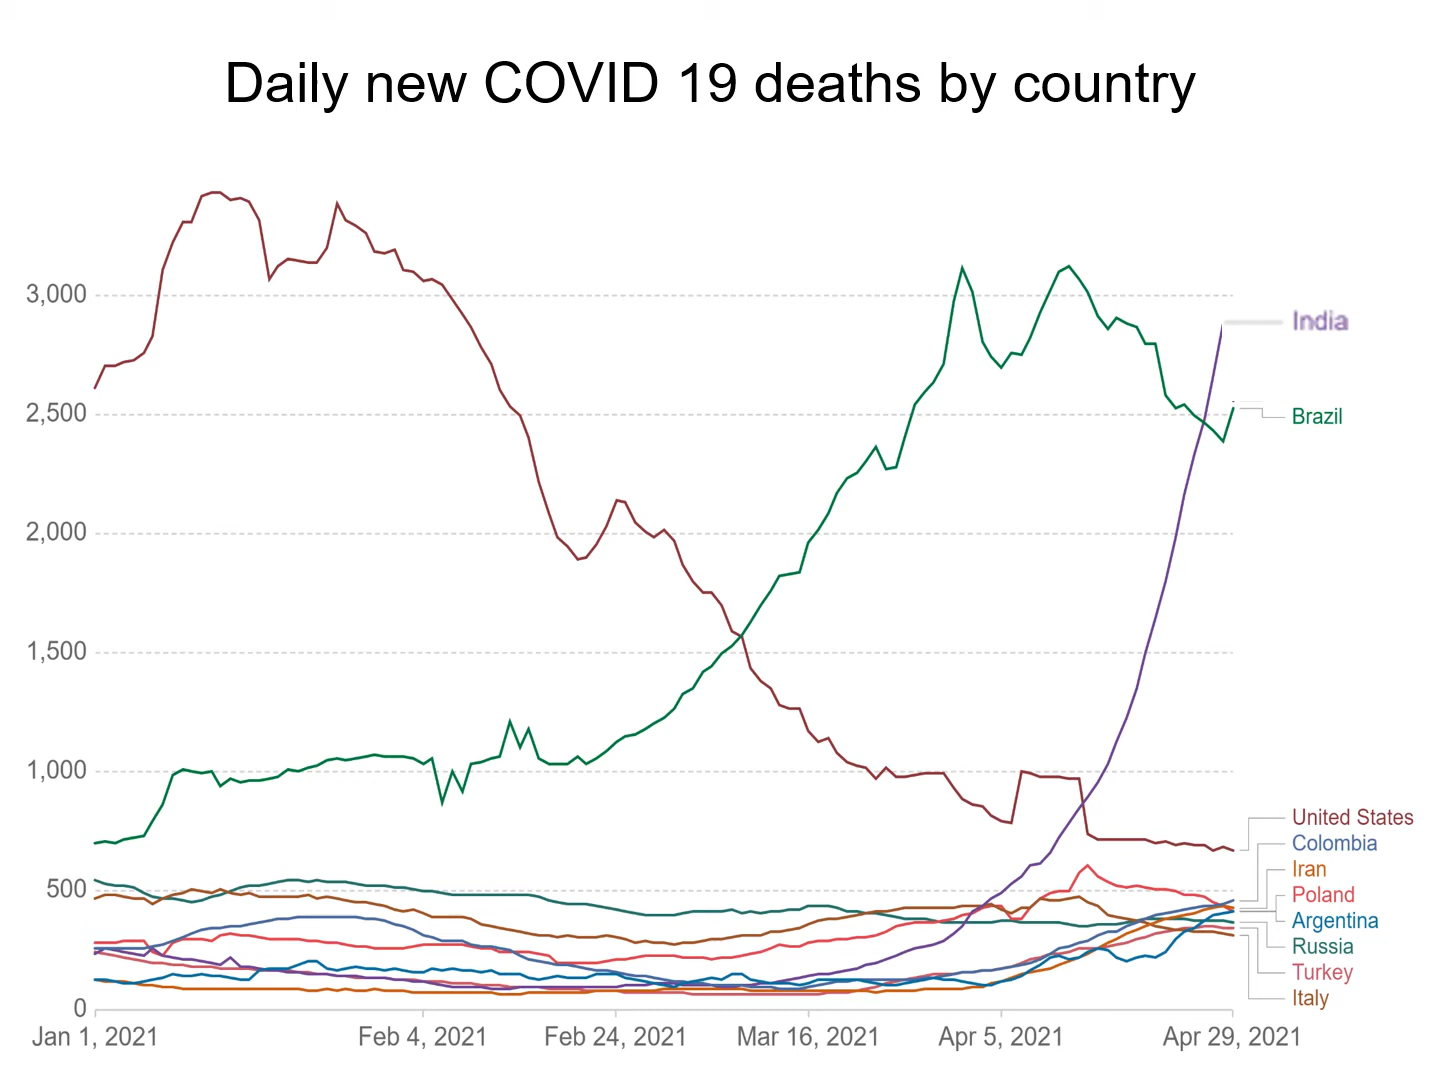 Daily new COVID 19 deaths by country
3,000
2,500
2,000
1,500
1,000
500
0
Jan 1, 2021
Feb 4, 2021
Feb 24, 2021
Mar 16, 2021
Apr 5, 2021
Apr 29, 2021
India
Brazil
United States
Colombia
Iran
Poland
Argentina
Russia
Turkey
Italy